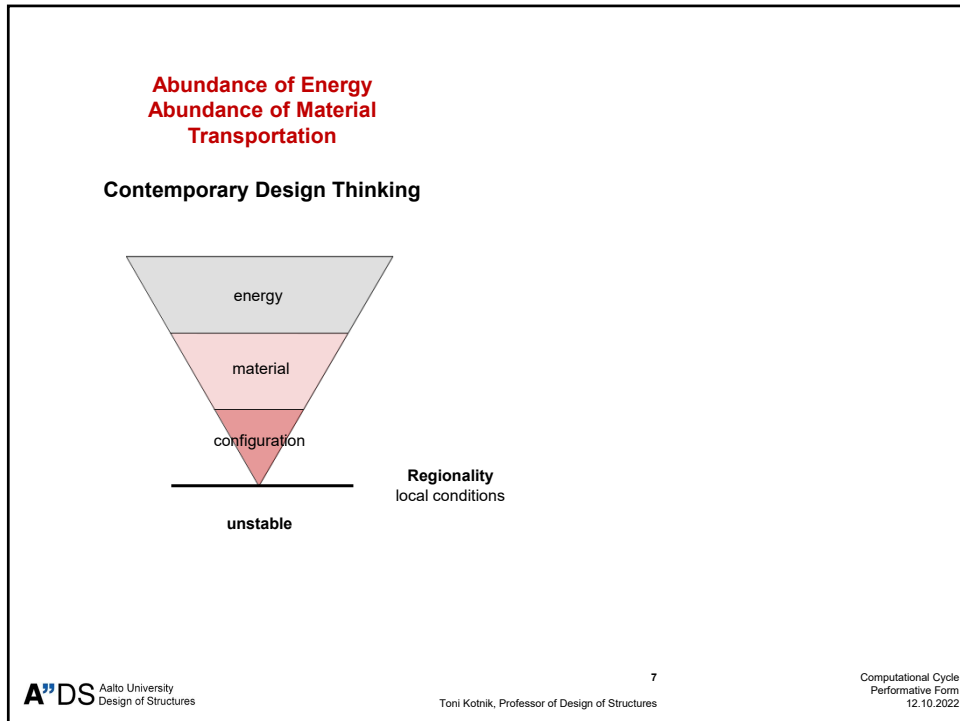 Abundance of Energy
Abundance of Material
Transportation
Contemporary Design Thinking
energy
material
configuration
Regionality
local conditions
unstable
A”DS Aalto University
Design of Structures
7
Toni Kotnik, Professor of Design of Structures
Computational Cycle
Performative Form
12.10.2022